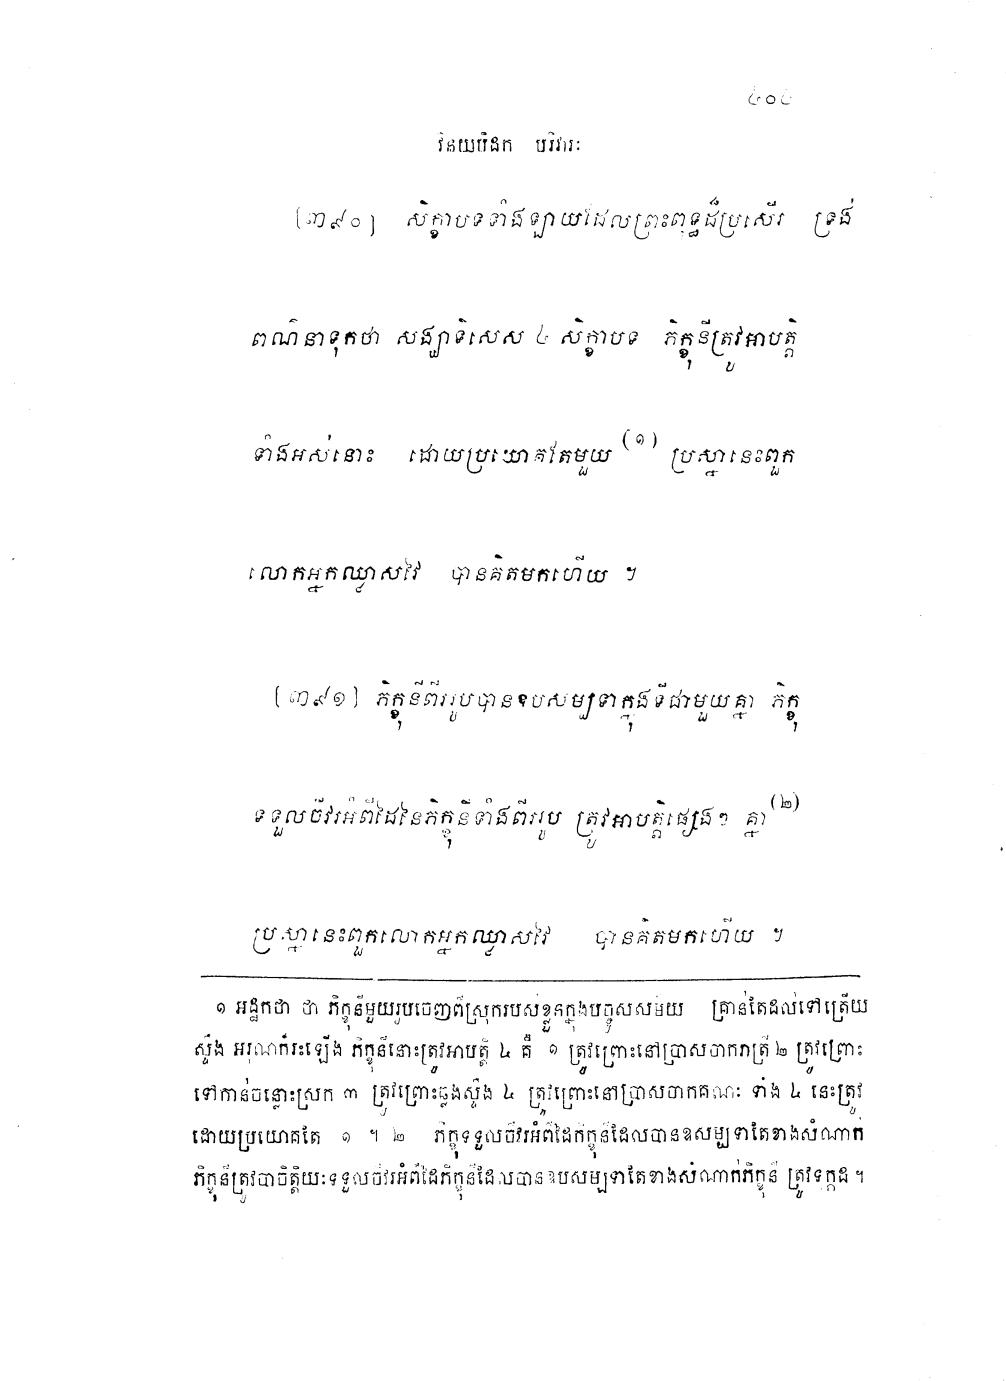 ៤០៤
វិនយបិដក បរិវារៈ
(៣៩០) សិក្ខាបទទាំងឡាយដែលព្រះពុទ្ធដ៏ប្រសើរ ទ្រង់
ពណ៌នាទុកថា សង្ឃាទិសេស ៤ សិក្ខាបទ ភិក្ខុនីត្រូវអាបត្តិ
ទាំងអស់នោះ ដោយប្រយោគតែមួយ (១) ប្រស្នានេះពួក
លោកអ្នកឈ្លាសវៃ បានគិតមកហើយ ។
(៣៩១) ភិក្ខុនីពីររូបបានឧបសម្បទាក្នុងទីជាមួយគ្នា ភិក្ខុ
ទទួលចីវរអំពីដៃនៃភិក្ខុនីទាំងពីររូប ត្រូវអាបត្តិផ្សេងៗ គ្នា (២)
ប្រស្នានេះពួកលោកអ្នកឈ្លាសវៃ បានគិតមកហើយ ។
១ អដ្ឋកថា ថា ភិក្ខុនីមួយរូបចេញពីស្រុករបស់ខ្លួនក្នុងបច្ចូសសម័យ គ្រាន់តែដល់ទៅត្រើយ
ស្ទឹង អរុណក៏រះឡើង ភិក្ខុនីនោះត្រូវអាបត្តិ ៤ គឺ ១ ត្រូវព្រោះនៅប្រាសចាករាត្រី ២ ត្រូវព្រោះ
ទៅកាន់ចន្លោះស្រុក ៣ ត្រូវព្រោះឆ្លងស្ទឹង ៤ ត្រូវព្រោះនៅប្រាសចាកគណៈ ទាំង ៤ នេះត្រូវ
ដោយប្រយោគតែ ១ ។ ២ ភិក្ខុទទួលចីវរអំពីដៃភិក្ខុនីដែលបានឧសម្បទាតែខាងសំណាក់
ភិក្ខុនីត្រូវបាចិត្តិយៈទទួលចីវរអំពីដៃភិក្ខុនីដែលបានឧបសម្បទាតែខាងសំណាក់ភិក្ខុនី ត្រូវទុក្កដ ។